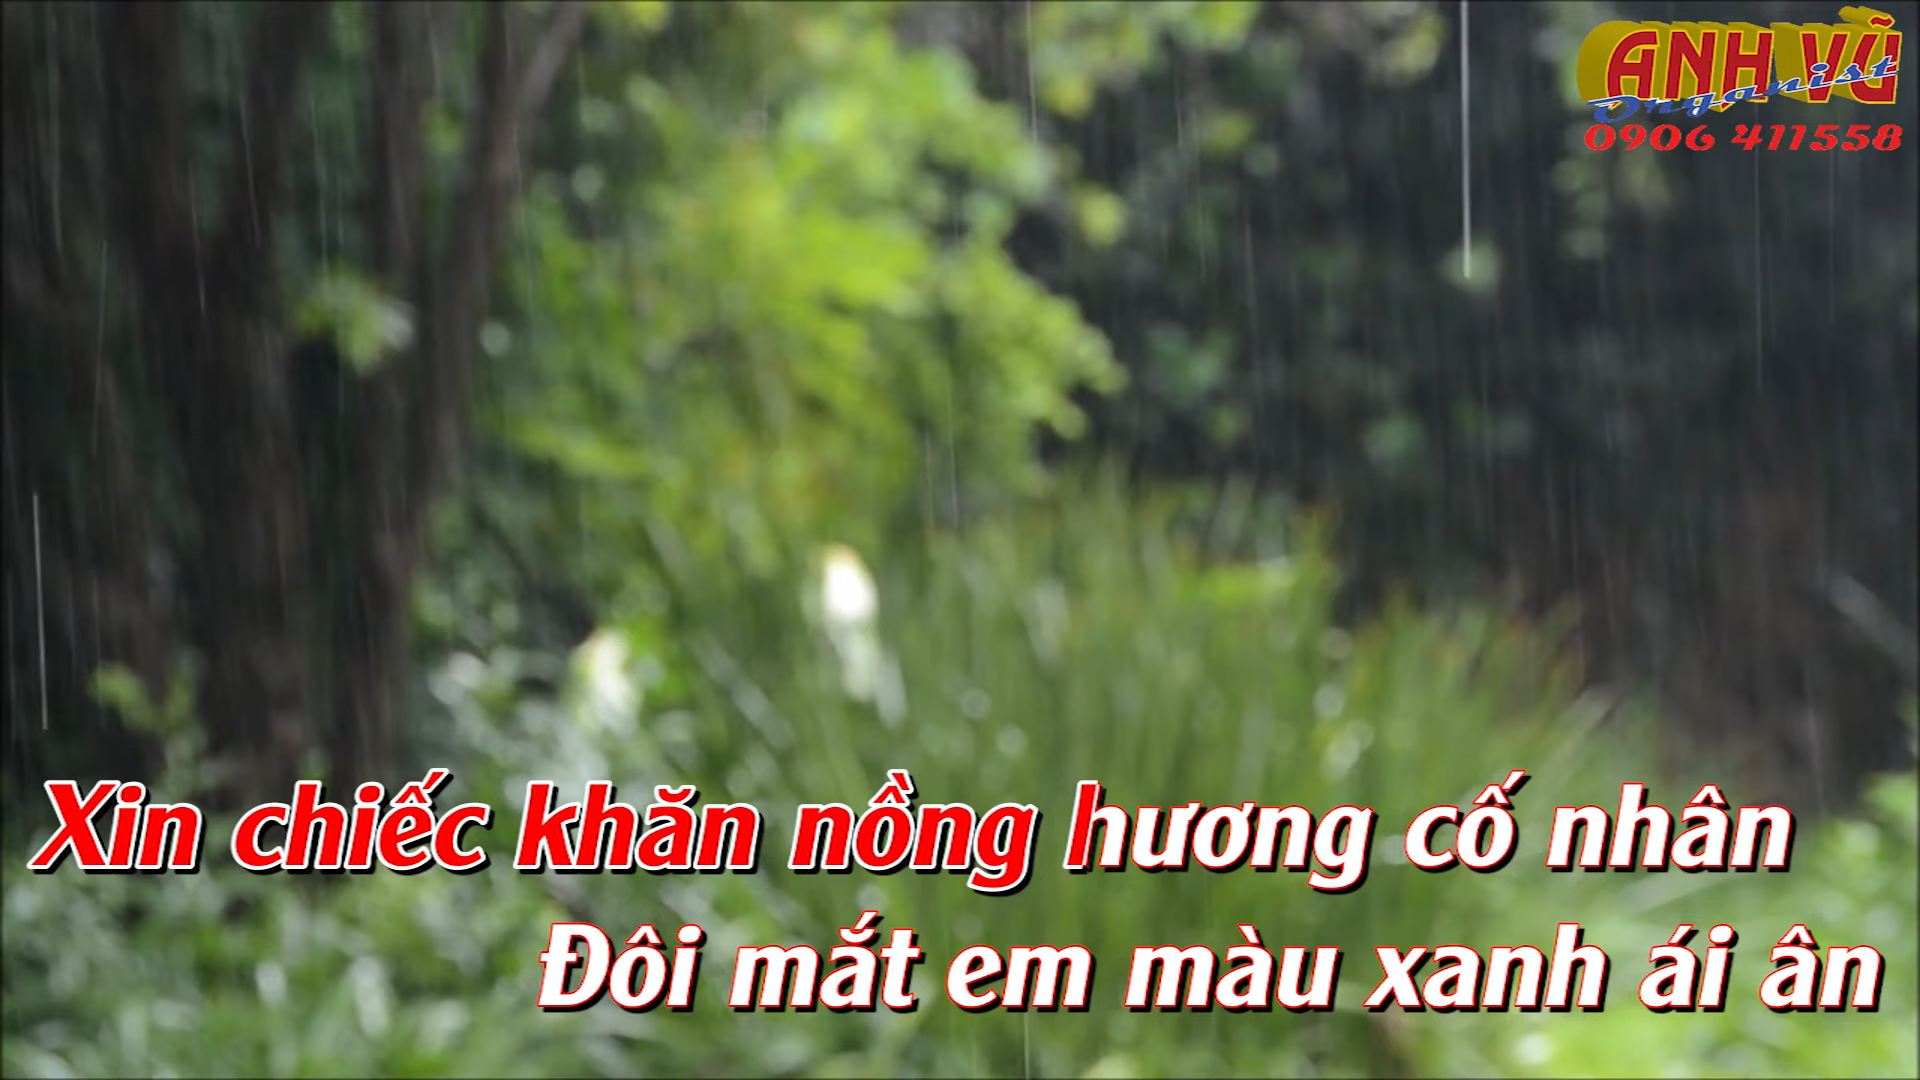 ANH VŨ
Organist
0906 411558
Xin chiếc khăn nồng hương cố nhân
Đôi mắt em màu xanh ái ân